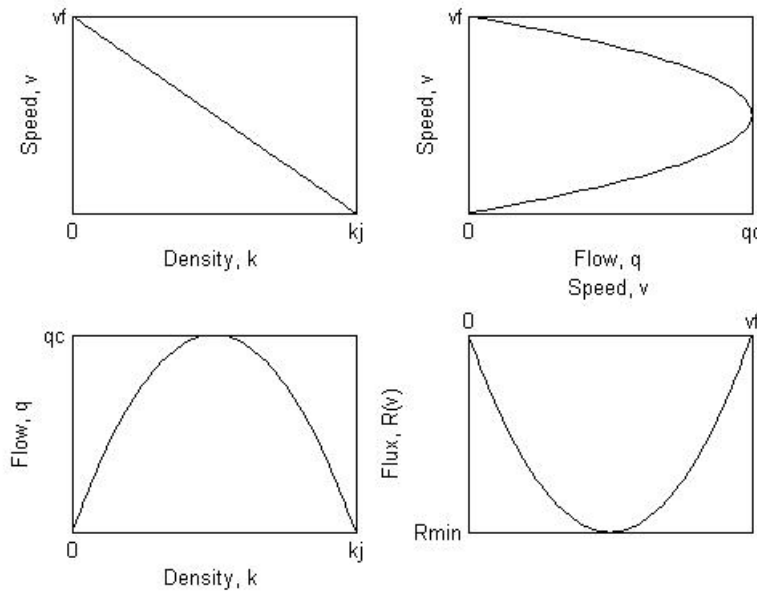 vf
Speed, v
0
kj
Density, k
vf
Speed, v
0
qc
Flow, q
Speed, v
qc
Flow, q
0
kj
Density, k
0
vf
Flux, R(v)
Rmin